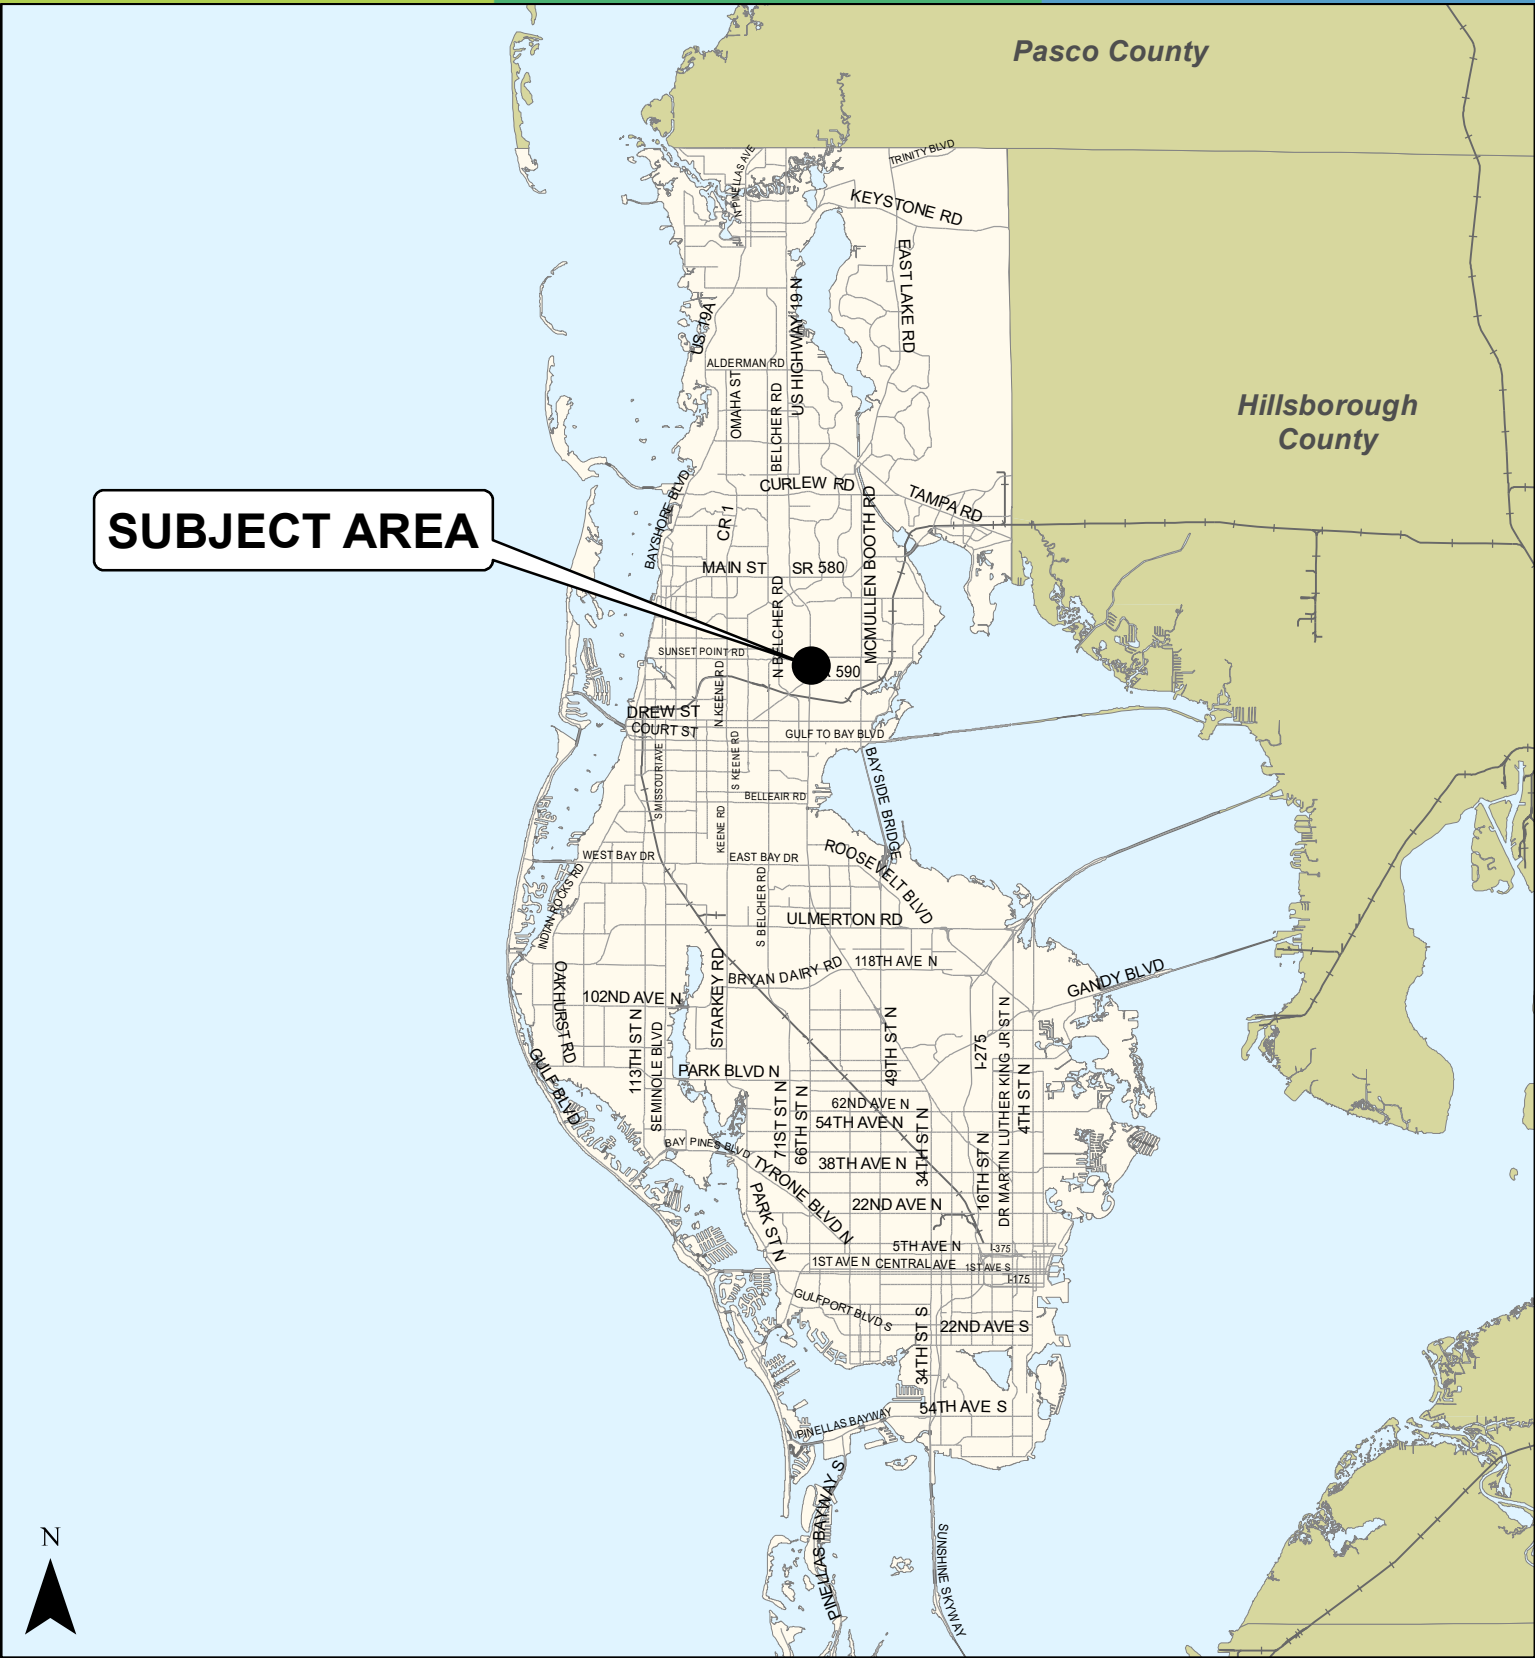 Pasco County
TRINITY BLVD
N PINELLAS AVE
KEYSTONE RD
EAST LAKE RD
US HIGHWAY 19 N
US 19A
ALDERMAN RD
OMAHA ST
BELCHER RD
Hillsborough
County
CURLEW RD
TAMPA RD
BAYSHORE BLVD
CR 1
MCMULLEN BOOTH RD
SUBJECT AREA
MAIN ST
SR 580
N BELCHER RD
SUNSET POINT RD
590
N KEENE RD
DREW ST
COURT ST
GULF TO BAY BLVD
S MISSOURI AVE
S KEENE RD
BAYSIDE BRIDGE
BELLEAIR RD
KEENE RD
WEST BAY DR
EAST BAY DR
ROOSEVELT BLVD
INDIAN ROCKS RD
S BELCHER RD
ULMERTON RD
118TH AVE N
BRYAN DAIRY RD
GANDY BLVD
OAKHURST RD
102ND AVE N
STARKEY RD
113TH ST N
SEMINOLE BLVD
49TH ST N
I-275
DR MARTIN LUTHER KING JR ST N
GULF BLVD
PARK BLVD N
4TH ST N
71ST ST N
66TH ST N
62ND AVE N
54TH AVE N
34TH ST N
BAY PINES BLVD
TYRONE BLVD N
38TH AVE N
16TH ST N
PARK ST N
22ND AVE N
5TH AVE N
I-375
1ST AVE N
CENTRAL AVE
1ST AVE S
I-175
GULFPORT BLVD S
34TH ST S
22ND AVE S
54TH AVE S
PINELLAS BAYWAY
PINELLAS BAYWAY S
SUNSHINE SKYWAY
N